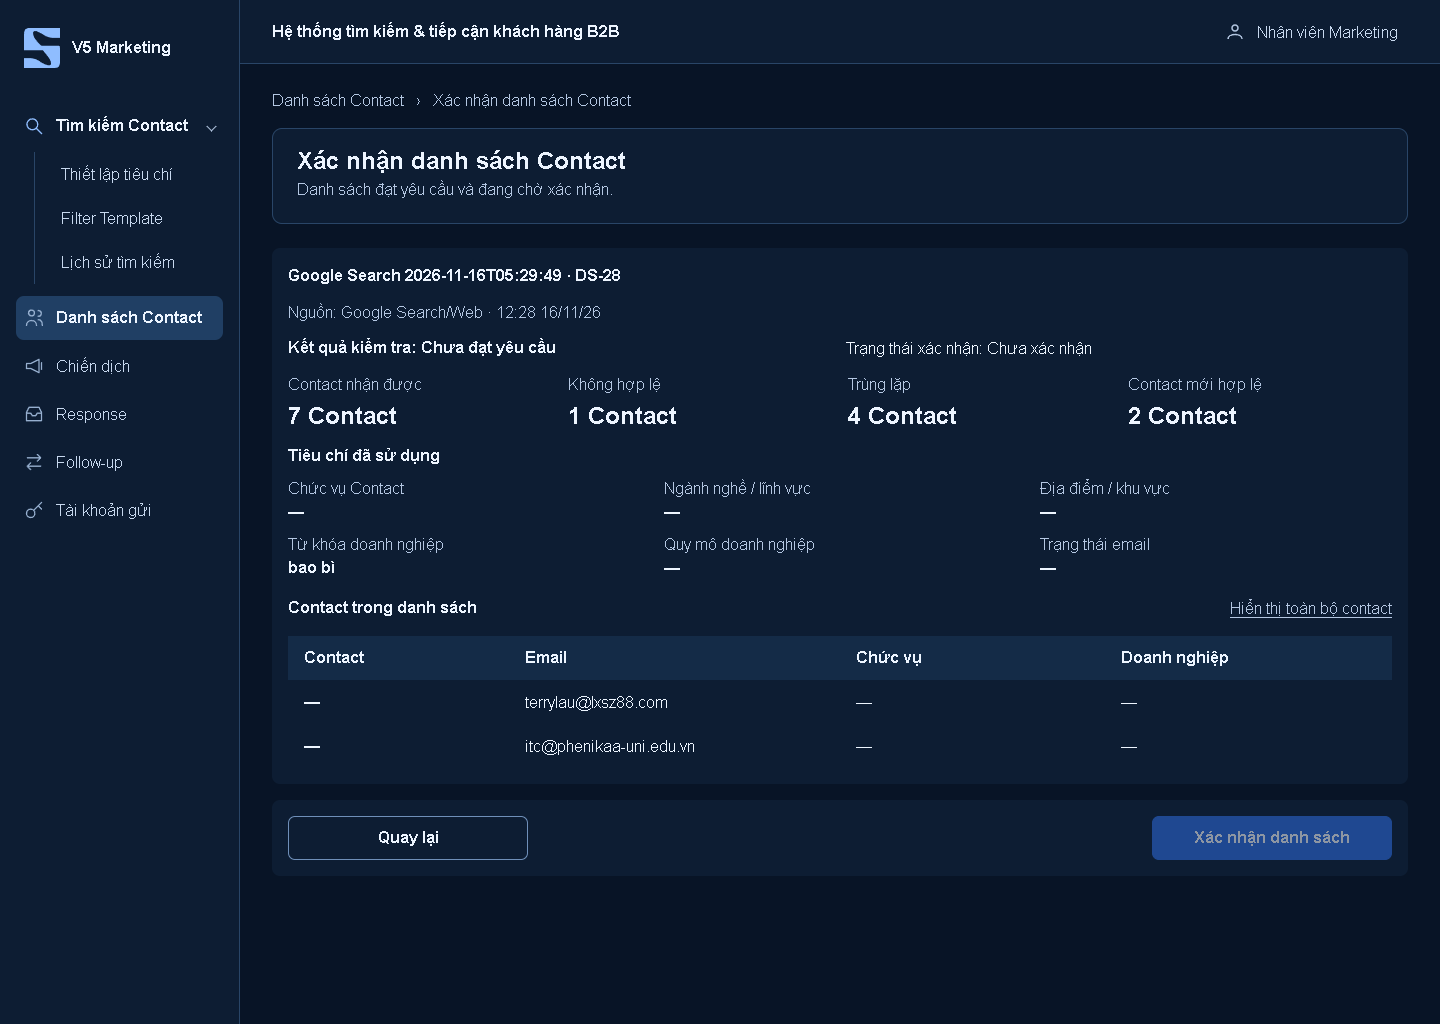 V5 Marketing
Hệ thống tìm kiếm & tiếp cận khách hàng B2B
Nhân viên Marketing
Tìm kiếm Contact
Thiết lập tiêu chí
Filter Template
Lịch sử tìm kiếm
Danh sách Contact
Chiến dịch
Response
Follow-up
Tài khoản gửi
Danh sách Contact › Xác nhận danh sách Contact
Xác nhận danh sách Contact
Danh sách đạt yêu cầu và đang chờ xác nhận.
Google Search 2026-11-16T05:29:49 · DS-28
Nguồn: Google Search/Web · 12:28 16/11/26
Kết quả kiểm tra: Chưa đạt yêu cầu Trạng thái xác nhận: Chưa xác nhận
Contact nhận được Không hợp lệ Trùng lặp Contact mới hợp lệ
7 Contact 1 Contact 4 Contact 2 Contact
Tiêu chí đã sử dụng
Chức vụ Contact Ngành nghề / lĩnh vực Địa điểm / khu vực
— — —
Từ khóa doanh nghiệp Quy mô doanh nghiệp Trạng thái email
bao bì — —
Contact trong danh sách Hiển thị toàn bộ contact
Contact Email Chức vụ Doanh nghiệp
— terrylau@lxsz88.com — —
— itc@phenikaa-uni.edu.vn — —
Quay lại Xác nhận danh sách